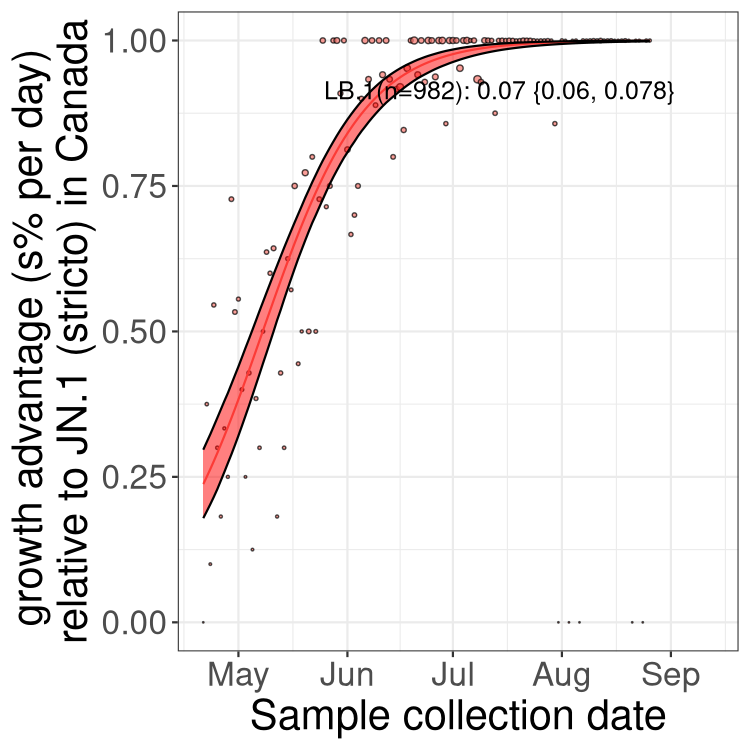 growth advantage (s% per day)
relative to JN.1 (stricto) in Canada
1.00
0.75
0.50
0.25
0.00
LB.1(n=982): 0.07 {0.06, 0.078}
May Jun Jul Aug Sep
Sample collection date